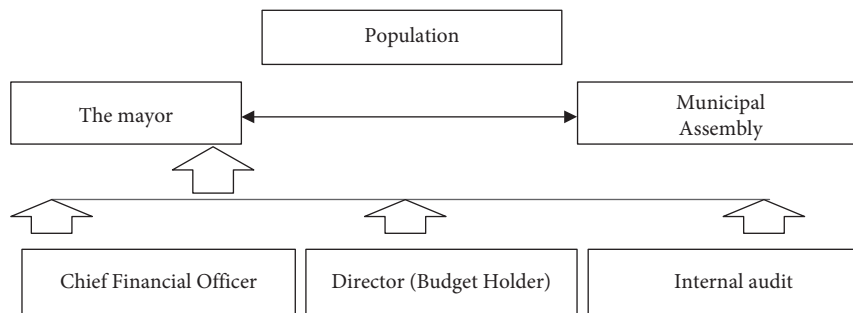 Population
The mayor
Municipal
Assembly
Chief Financial Officer
Director (Budget Holder)
Internal audit